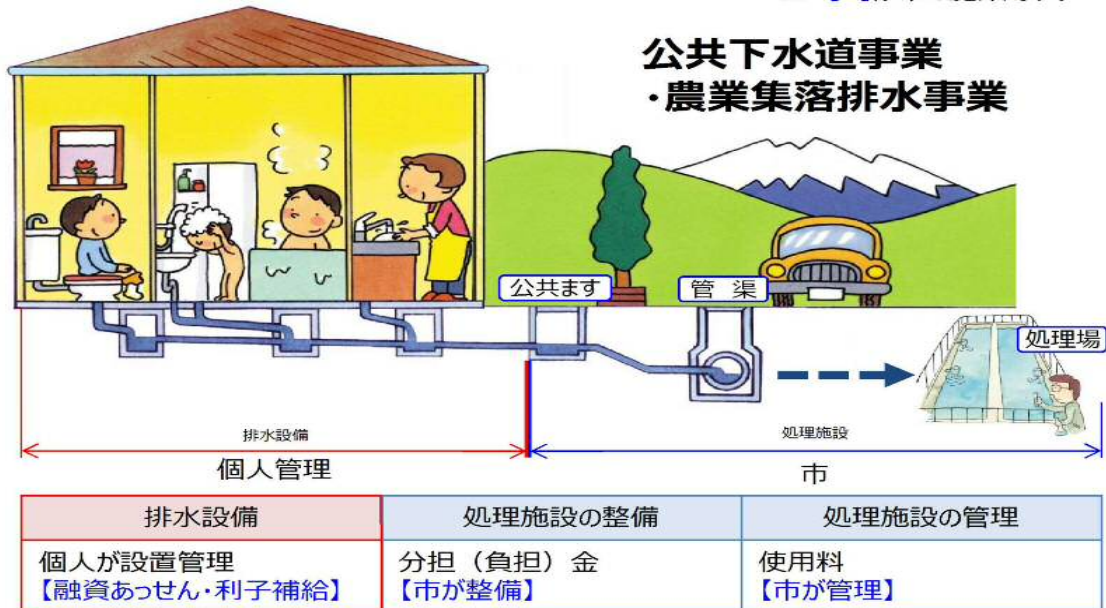 公共下水道事業
・農業集落排水事業
公共ます
管 渠
処理場
排水設備
処理施設
個人管理
市
排水設備
処理施設の整備
処理施設の管理
個人が設置管理
【融資あっせん・利子補給】
分担（負担）金
【市が整備】
使用料
【市が管理】